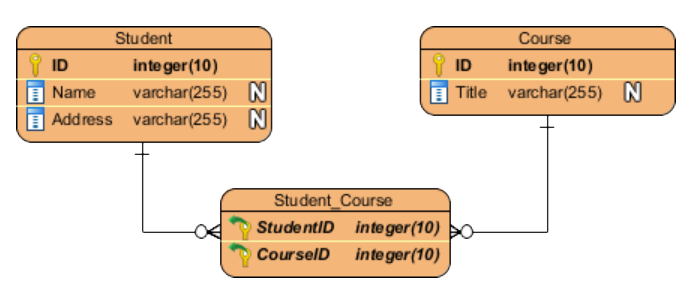 Student
ID integer(10)
Name varchar(255) N
Address varchar(255) N
Course
ID integer(10)
Title varchar(255) N
Student_Course
StudentID integer(10)
CourseID integer(10)